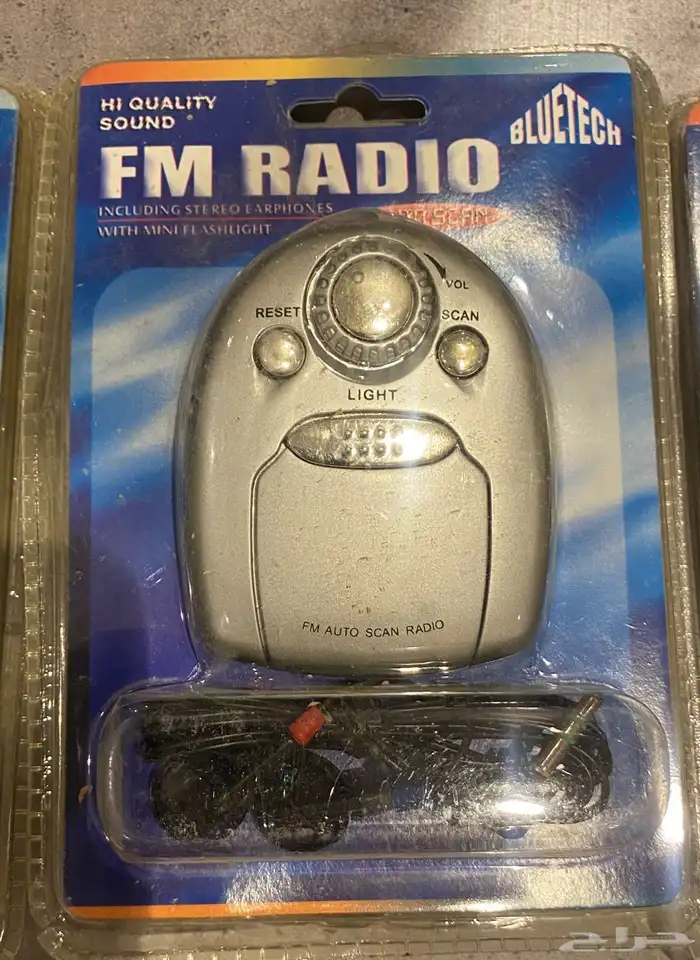 HI QUALITY
SOUND
BLUETECH
FM RADIO
INCLUDING STEREO EARPHONES
WITH MINI FLASHLIGHT
SCAN
VOL
RESET
SCAN
LIGHT
FM AUTO SCAN RADIO
حراج